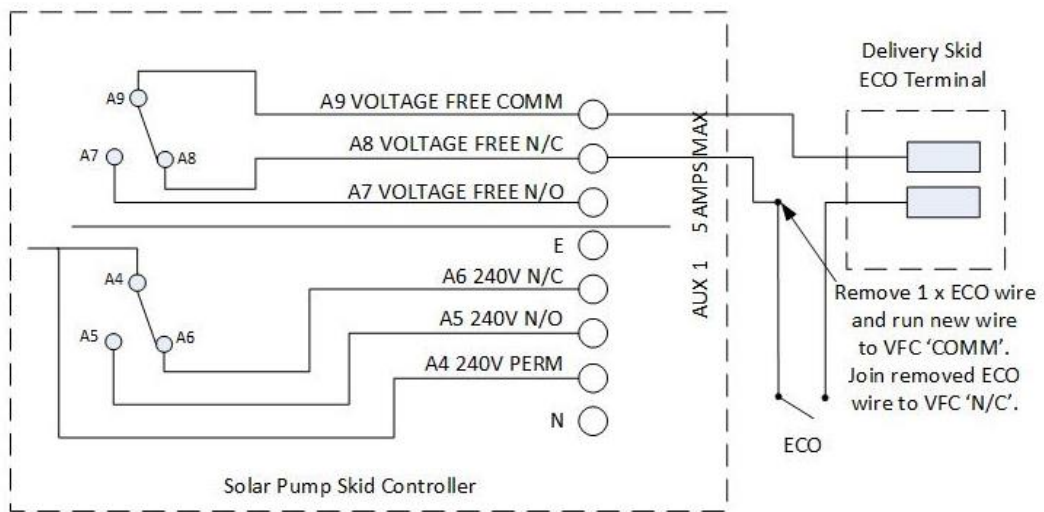 Delivery Skid
ECO Terminal
A9
A9 VOLTAGE FREE COMM
A7
A8
A8 VOLTAGE FREE N/C
A7 VOLTAGE FREE N/O
5 AMPS MAX
AUX 1
E
A4
A6 240V N/C
A5
A6
A5 240V N/O
A4 240V PERM
N
Remove 1 x ECO wire
and run new wire
to VFC ‘COMM’.
Join removed ECO
wire to VFC ‘N/C’.
ECO
Solar Pump Skid Controller